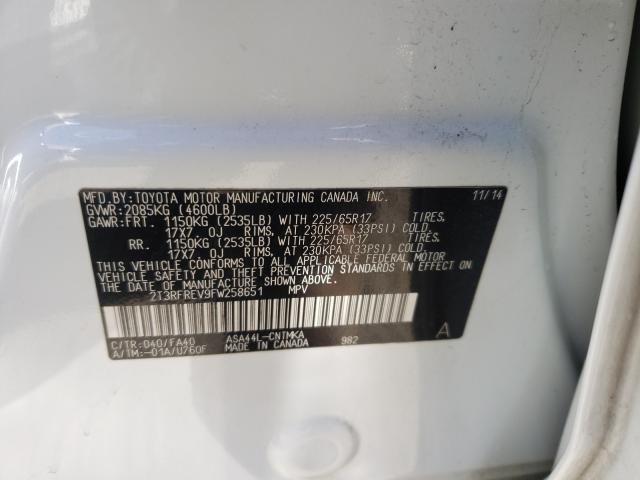 MFD.BY:TOYOTA MOTOR MANUFACTURING CANADA INC. 11/14
GVWR:2085KG (4600LB)
GAWR:FRT. 1150KG (2535LB) WITH 225/65R17 TIRES.
17X7. OJ RIMS. AT 230KPA (33PSI) COLD.
RR. 1150KG (2535LB) WITH 225/65R17 TIRES.
17X7. OJ RIMS. AT 230KPA (33PSI) COLD.
THIS VEHICLE CONFORMS TO ALL APPLICABLE FEDERAL MOTOR
VEHICLE SAFETY AND THEFT PREVENTION STANDARDS IN EFFECT ON
THE DATE OF MANUFACTURE SHOWN ABOVE.
2T3RFREV9FW258651 MPV
C/TR:040/FA40 ASA44L-CNTMKA A
A/TM:-01A/U760F MADE IN CANADA 982